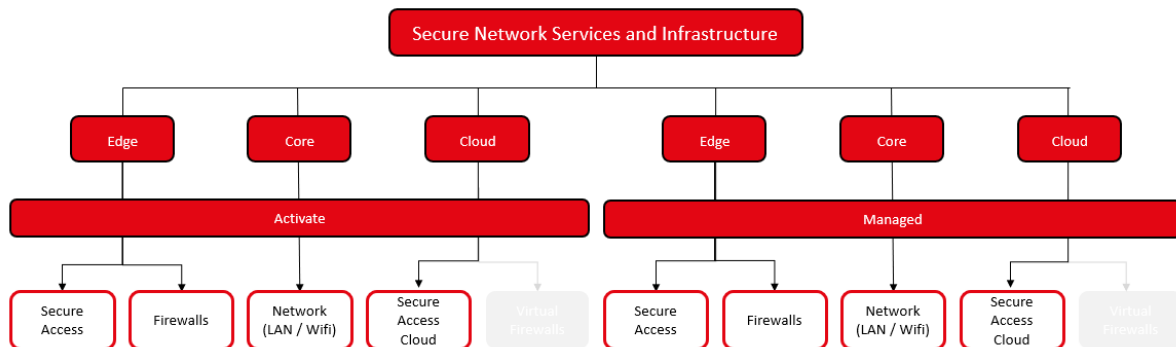 Secure Network Services and Infrastructure
Edge
Core
Cloud
Edge
Core
Cloud
Activate
Managed
Secure
Access
Firewalls
Network
(LAN / Wifi)
Secure
Access
Cloud
Virtual
Firewalls
Secure
Access
Firewalls
Network
(LAN / Wifi)
Secure
Access
Cloud
Virtual
Firewalls